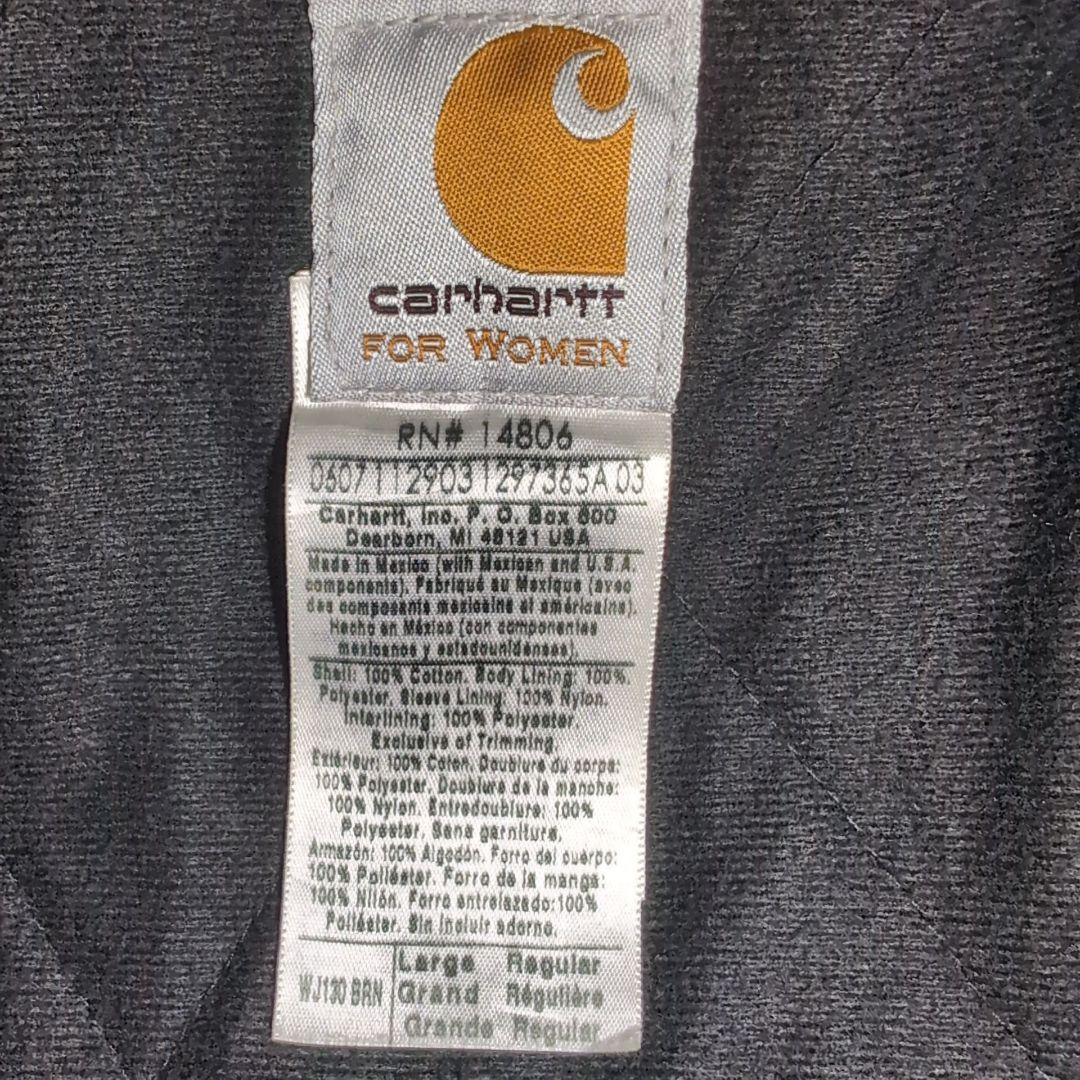 carhartt
FOR WOMEN
RN# 14806
0607112903 1297365A 03
Carhartt, Inc. P. O. Box 600
Dearborn, MI 48121 USA
Made in Mexico (with Mexican and U.S.A.
components). Fabriqué au Mexique (avec
des composants mexicains et américains).
Hecho en México (con componentes
mexicanos y estadounidenses).
Shell: 100% Cotton. Body Lining: 100%
Polyester. Sleeve Lining: 100% Nylon.
Interlining: 100% Polyester.
Exclusive of Trimming.
Extérieur: 100% Coton. Doublure du corps:
100% Polyester. Doublure de la manche:
100% Nylon. Entredoublure: 100%
Polyester. Sans garniture.
Armazón: 100% Algodón. Forro del cuerpo:
100% Poliéster. Forro de la manga:
100% Nilón. Forro entrelazado:100%
Poliéster. Sin incluir adorno.
WJ130 BRN
Large Regular
Grand Régulière
Grande Regular